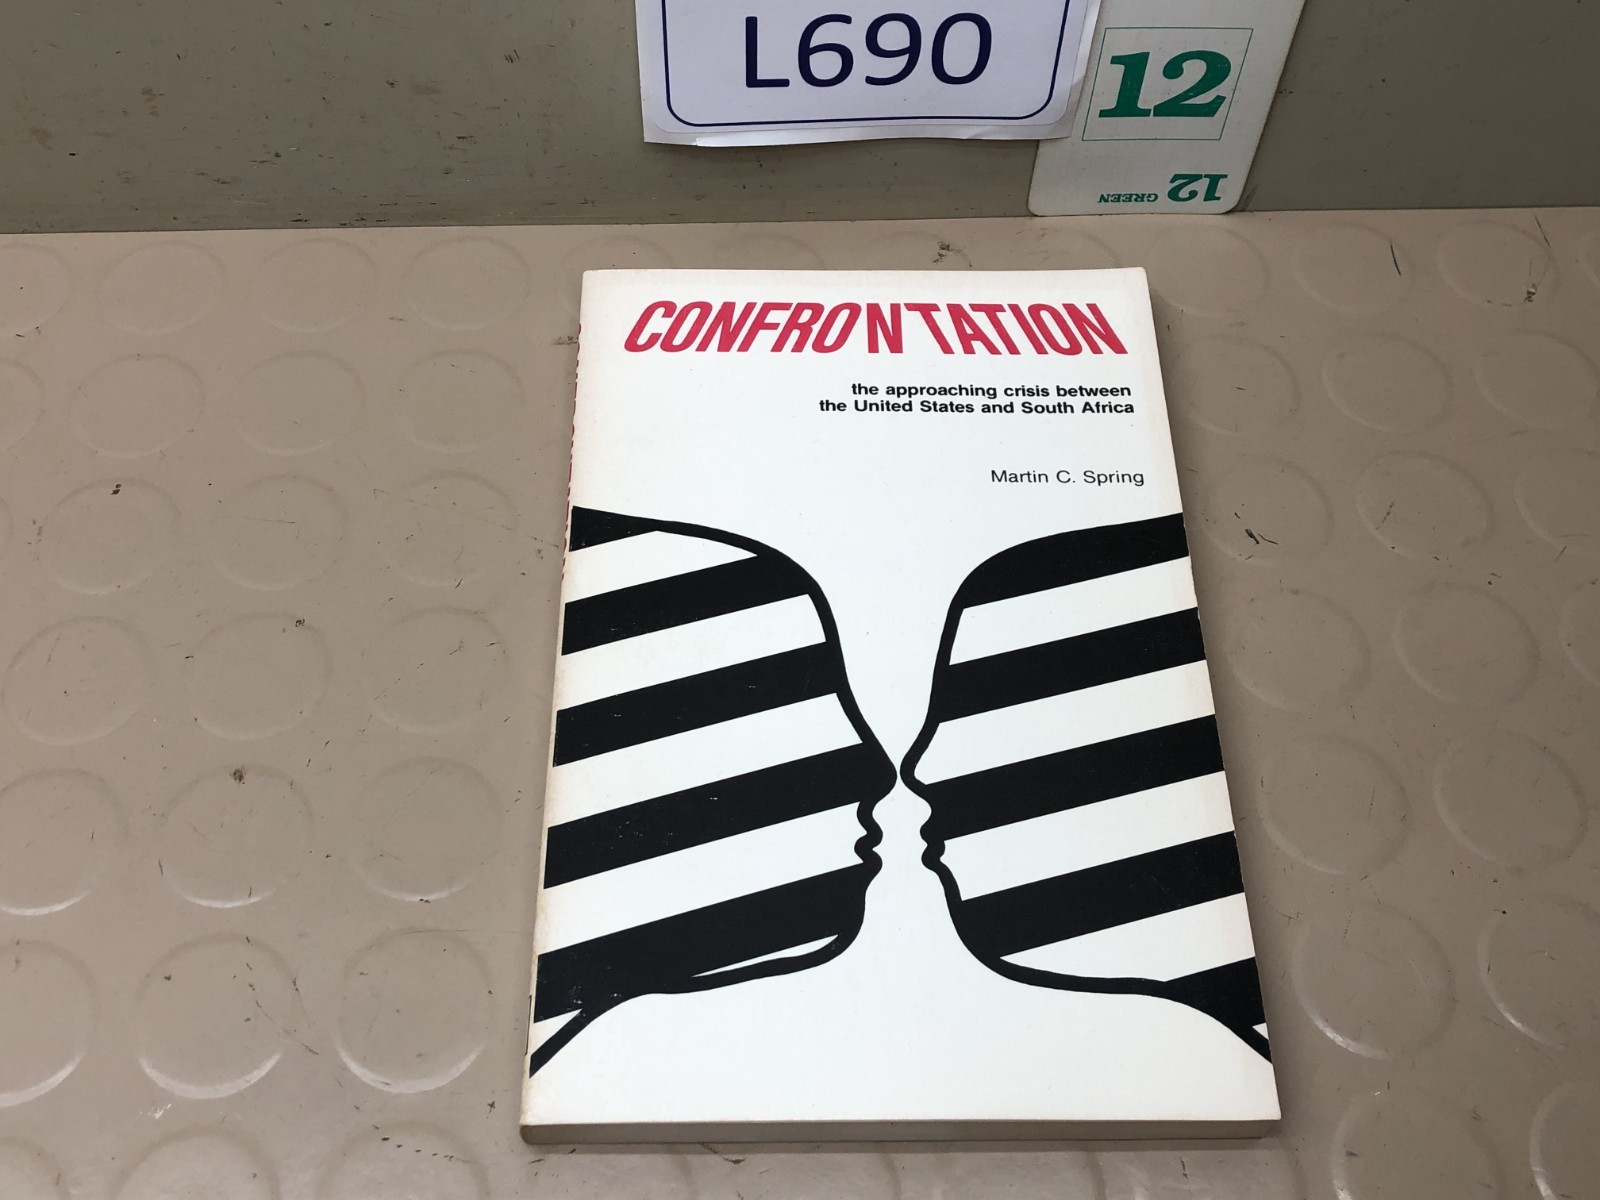 L690
12
12 GREEN
CONFRONTATION
the approaching crisis between
the United States and South Africa
Martin C. Spring